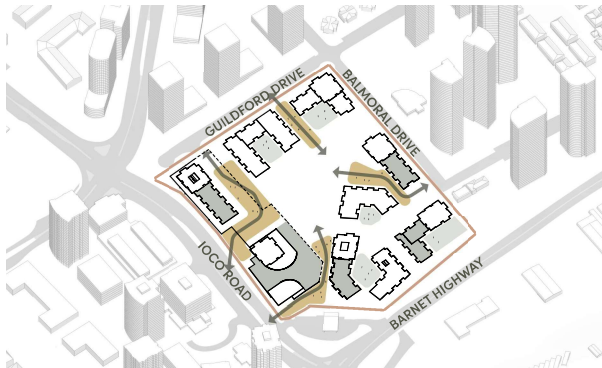 GUILDFORD DRIVE
BALMORAL DRIVE
IOCO ROAD
BARNET HIGHWAY